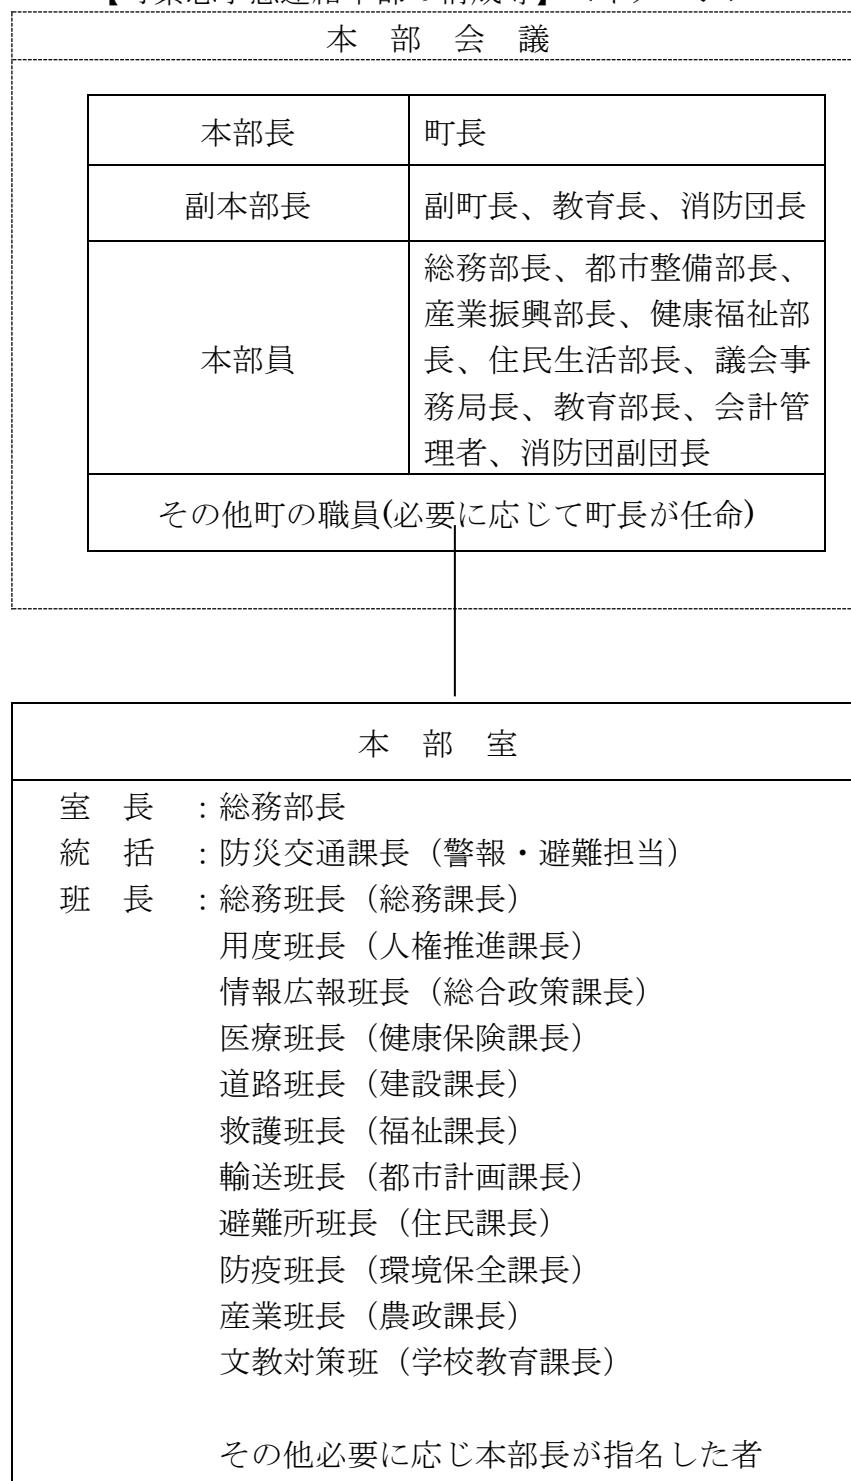 本 部 会 議
本部長 町長
副本部長 副町長、教育長、消防団長
総務部長、都市整備部長、
産業振興部長、健康福祉部
本部員 長、住民生活部長、議会事
務局長、教育部長、会計管
理者、消防団副団長
その他町の職員(必要に応じて町長が任命)
本 部 室
室 長 ：総務部長
統 括 ：防災交通課長（警報・避難担当）
班 長 ：総務班長（総務課長）
用度班長（人権推進課長）
情報広報班長（総合政策課長）
医療班長（健康保険課長）
道路班長（建設課長）
救護班長（福祉課長）
輸送班長（都市計画課長）
避難所班長（住民課長）
防疫班長（環境保全課長）
産業班長（農政課長）
文教対策班（学校教育課長）
その他必要に応じ本部長が指名した者